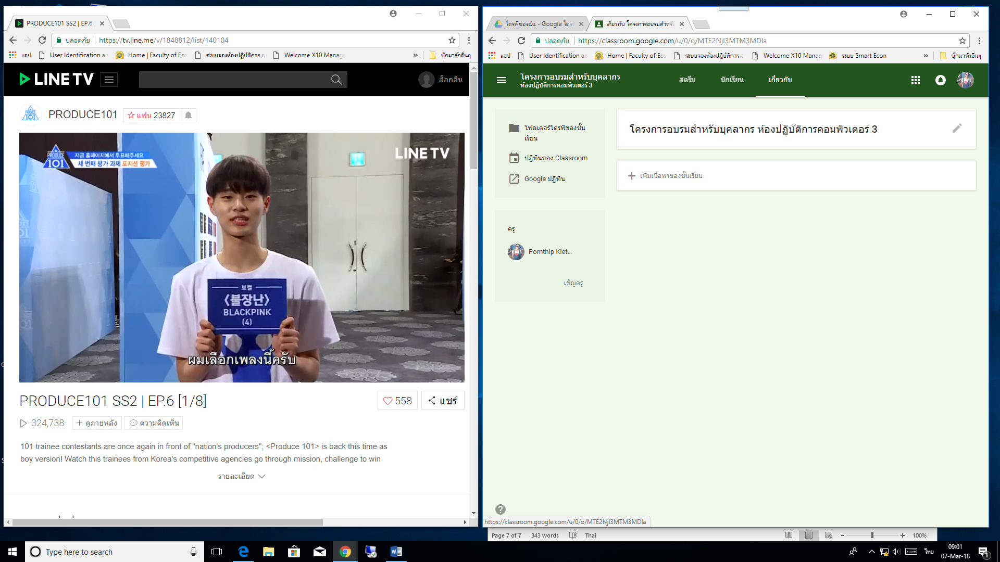 PRODUCE101 SS2 | EP.6
ปลอดภัย
https://tv.line.me/v/1848812/list/140104
แอป
User Identification an
Home | Faculty of Eco
ระบบจองห้องปฏิบัติการ อ
Welcome X10 Manag
»
บุ๊กมาร์กอื่นๆ
LINE TV
ล็อกอิน
PRODUCE101
แฟน 23827
PRODUCE
101
지금 홈페이지에서 투표해주세요
세 번째 평가 과제 포지션 평가
LINE TV
보컬
<불장난>
BLACKPINK
(4)
ผมเลือกเพลงนี้ครับ
PRODUCE101 SS2 | EP.6 [1/8]
558
แชร์
324,738
ดูภายหลัง
ความคิดเห็น
101 trainee contestants are once again in front of "nation's producers"; <Produce 101> is back this time as
boy version! Watch this trainees from Korea's competitive agencies go through mission, challenge to win
รายละเอียด
ไดรฟ์ของฉัน - Google ไดรฟ์
เกี่ยวกับ โครงการอบรมสำหรับ
ปลอดภัย
https://classroom.google.com/u/0/o/MTE2NjI3MTM3MDla
แอป
User Identification an
Home | Faculty of Eco
ระบบจองห้องปฏิบัติการ อ
Welcome X10 Manag
ระบบ Smart Econ
»
บุ๊กมาร์กอื่นๆ
โครงการอบรมสำหรับบุคลากร
ห้องปฏิบัติการคอมพิวเตอร์ 3
สตรีม
นักเรียน
เกี่ยวกับ
โฟลเดอร์ไดรฟ์ของชั้น
เรียน
ปฏิทินของ Classroom
Google ปฏิทิน
ครู
Pornthip Kiet...
เชิญครู
โครงการอบรมสำหรับบุคลากร ห้องปฏิบัติการคอมพิวเตอร์ 3
เพิ่มเนื้อหาของชั้นเรียน
https://classroom.google.com/u/0/o/MTE2NjI3MTM3MDla
Page 7 of 7
343 words
Thai
100%
Type here to search
ไทย
09:01
07-Mar-18
1